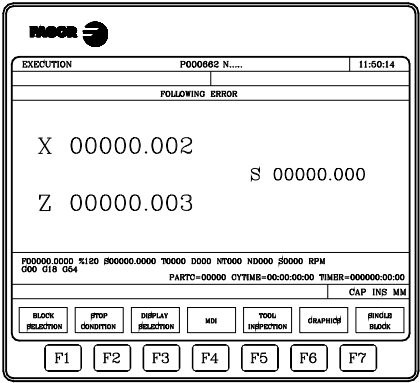 FAGOR
EXECUTION P000662 N..... 11:50:14
FOLLOWING ERROR
X 00000.002
S 00000.000
Z 00000.003
F00000.0000 %120 S00000.0000 T0000 D000 NT000 ND000 S0000 RPM
G00 G18 G54
PARTC=00000 CYTIME=00:00:00:00 TIMER=000000:00:00
CAP INS MM
BLOCK SELECTION STOP CONDITION DISPLAY SELECTION MDI TOOL INSPECTION GRAPHICS SINGLE BLOCK
F1 F2 F3 F4 F5 F6 F7